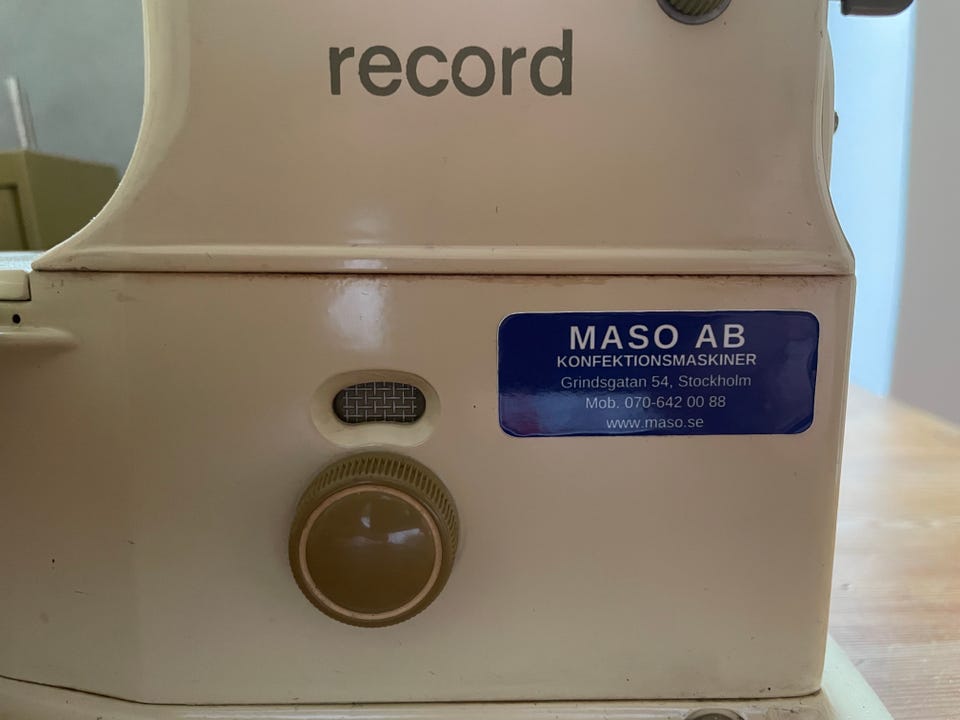 record
MASO AB
KONFEKTIONSMASKINER
Grindsgatan 54, Stockholm
Mob. 070-642 00 88
www.maso.se